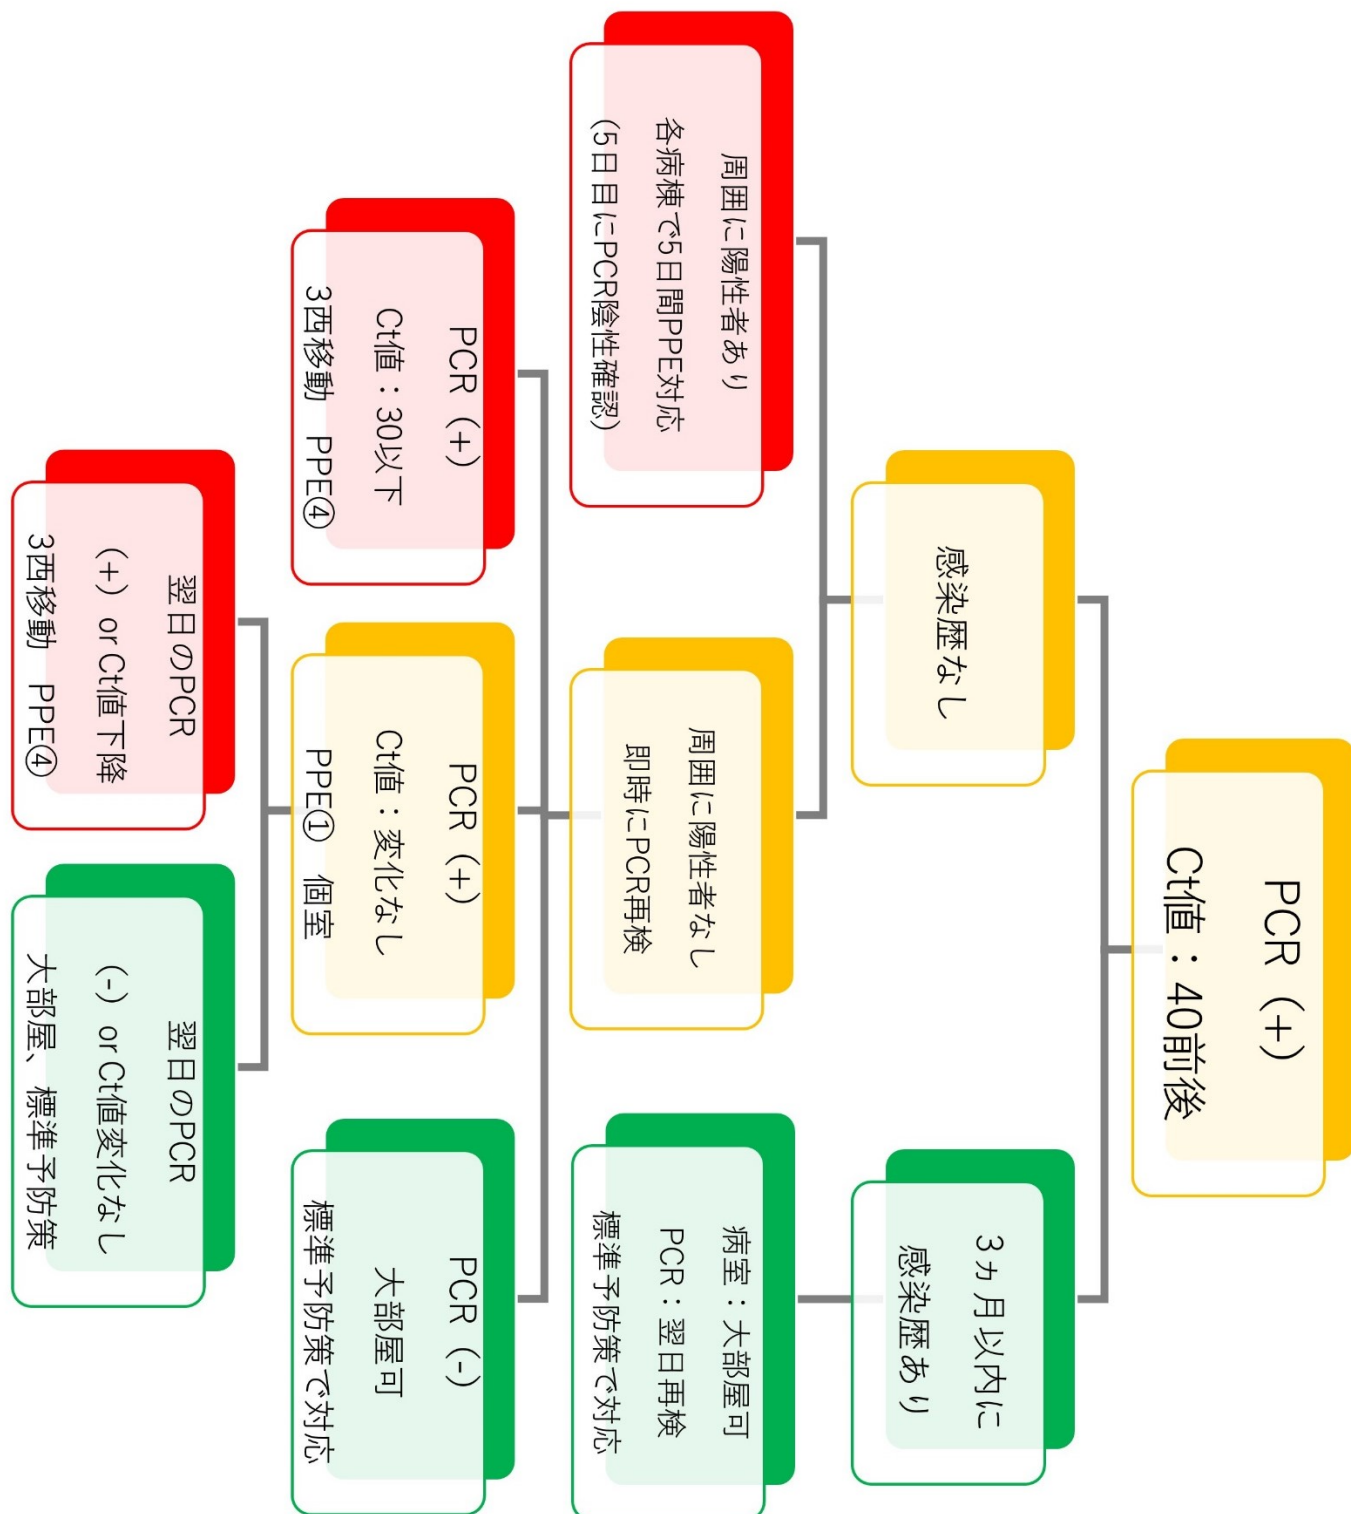 PCR（+）
Ct値：40前後
感染歴なし
3ヵ月以内に
感染歴あり
周囲に陽性者あり
各病棟で5日間PPE対応
(5日目にPCR陰性確認)
周囲に陽性者なし
即時にPCR再検
病室：大部屋可
PCR：翌日再検
標準予防策で対応
PCR（+）
Ct値：30以下
3西移動　PPE④
PCR（+）
Ct値：変化なし
PPE①　個室
PCR（-）
大部屋可
標準予防策で対応
翌日のPCR
（+）orCt値下降
3西移動　PPE④
翌日のPCR
（-）orCt値変化なし
大部屋、標準予防策